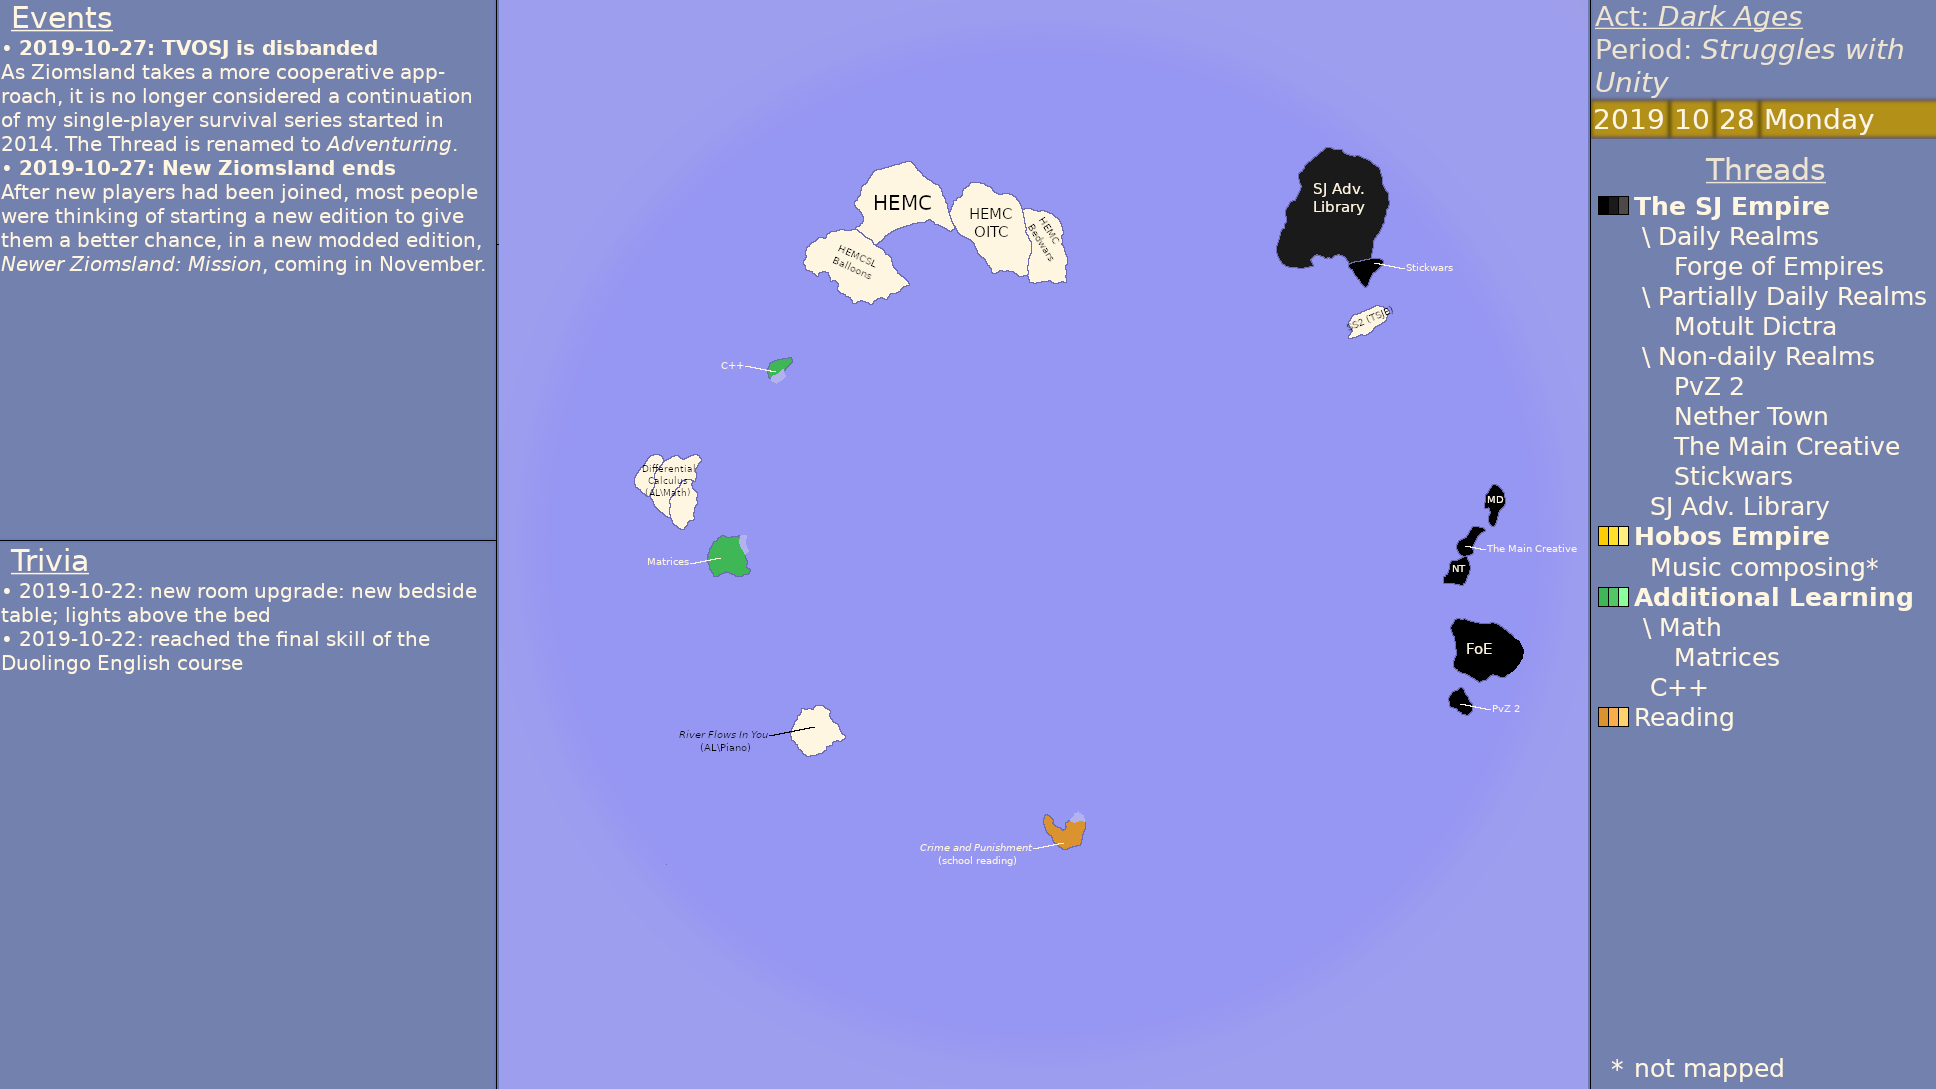 Events
• 2019-10-27: TVOSJ is disbanded
As Ziomsland takes a more cooperative app-
roach, it is no longer considered a continuation
of my single-player survival series started in
2014. The Thread is renamed to Adventuring.
• 2019-10-27: New Ziomsland ends
After new players had been joined, most people
were thinking of starting a new edition to give
them a better chance, in a new modded edition,
Newer Ziomsland: Mission, coming in November.
Trivia
• 2019-10-22: new room upgrade: new bedside
table; lights above the bed
• 2019-10-22: reached the final skill of the
Duolingo English course
HEMC
HEMC
OITC
HEMC
Bedwars
HEMCSL
Balloons
SJ Adv.
Library
Stickwars
S2 (TSJE)
C++
Differential
Calculus
(AL\Math)
Matrices
MD
The Main Creative
NT
FoE
PvZ 2
River Flows In You
(AL\Piano)
Crime and Punishment
(school reading)
Act: Dark Ages
Period: Struggles with
Unity
2019 10 28 Monday
Threads
The SJ Empire
\ Daily Realms
Forge of Empires
\ Partially Daily Realms
Motult Dictra
\ Non-daily Realms
PvZ 2
Nether Town
The Main Creative
Stickwars
SJ Adv. Library
Hobos Empire
Music composing*
Additional Learning
\ Math
Matrices
C++
Reading
* not mapped